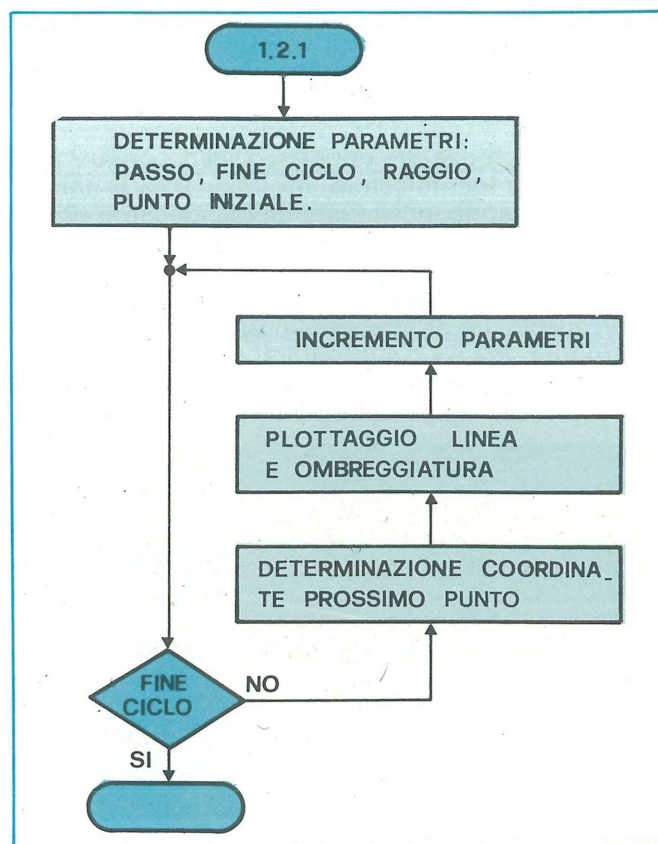 1.2.1
DETERMINAZIONE PARAMETRI:
PASSO, FINE CICLO, RAGGIO,
PUNTO INIZIALE.
INCREMENTO PARAMETRI
PLOTTAGGIO LINEA
E OMBREGGIATURA
DETERMINAZIONE COORDINA_
TE PROSSIMO PUNTO
FINE
CICLO
NO
SI